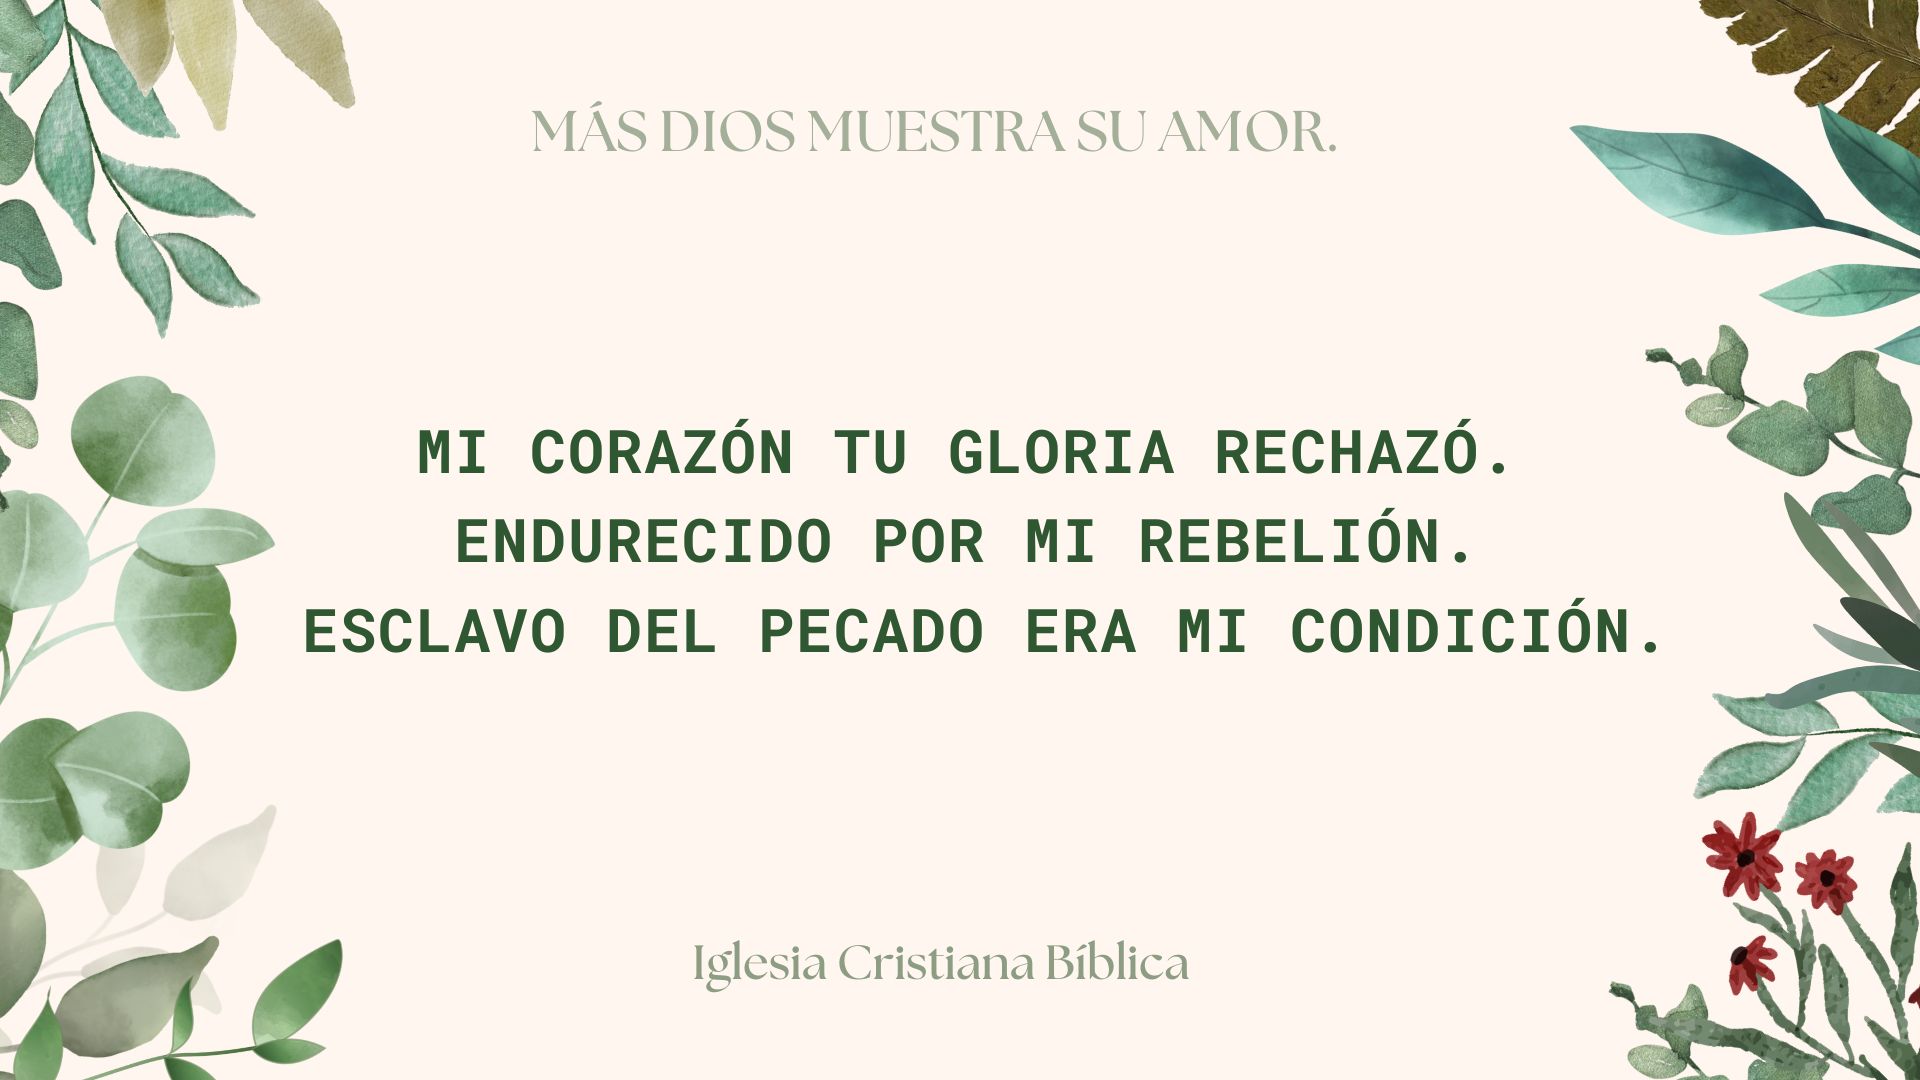 MÁS DIOS MUESTRA SU AMOR.
MI CORAZÓN TU GLORIA RECHAZÓ.
ENDURECIDO POR MI REBELIÓN.
ESCLAVO DEL PECADO ERA MI CONDICIÓN.
Iglesia Cristiana Bíblica